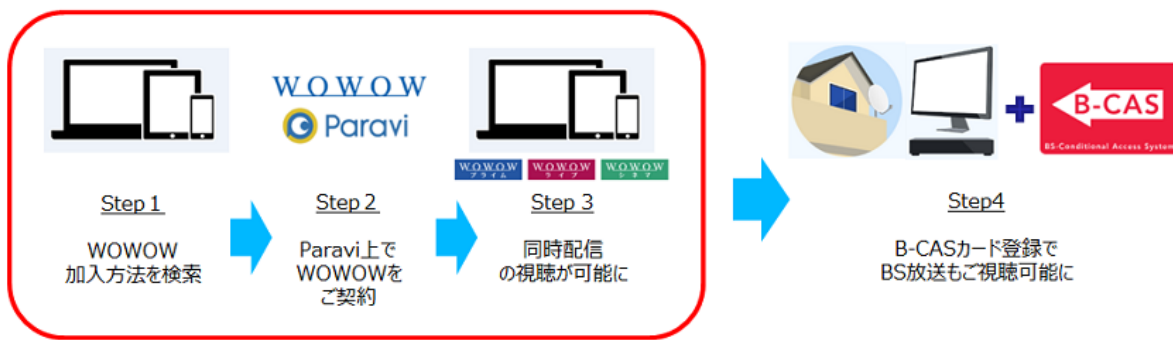 WOWOW
Paravi
WOWOW
プライム
WOWOW
ライブ
WOWOW
シネマ
B-CAS
BS-Conditional Access System
Step 1
WOWOW
加入方法を検索
Step 2
Paravi上で
WOWOWを
ご契約
Step 3
同時配信
の視聴が可能に
Step4
B-CASカード登録で
BS放送もご視聴可能に